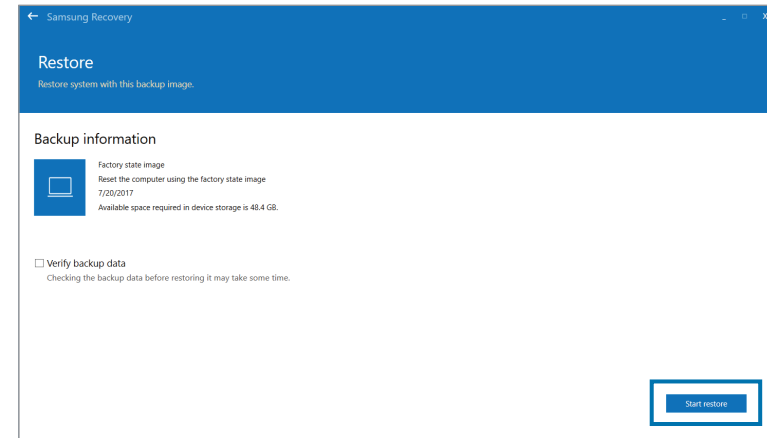 Samsung Recovery
Restore
Restore system with this backup image.
Backup information
Factory state image
Reset the computer using the factory state image
7/20/2017
Available space required in device storage is 48.4 GB.
Verify backup data
Checking the backup data before restoring it may take some time.
Start restore